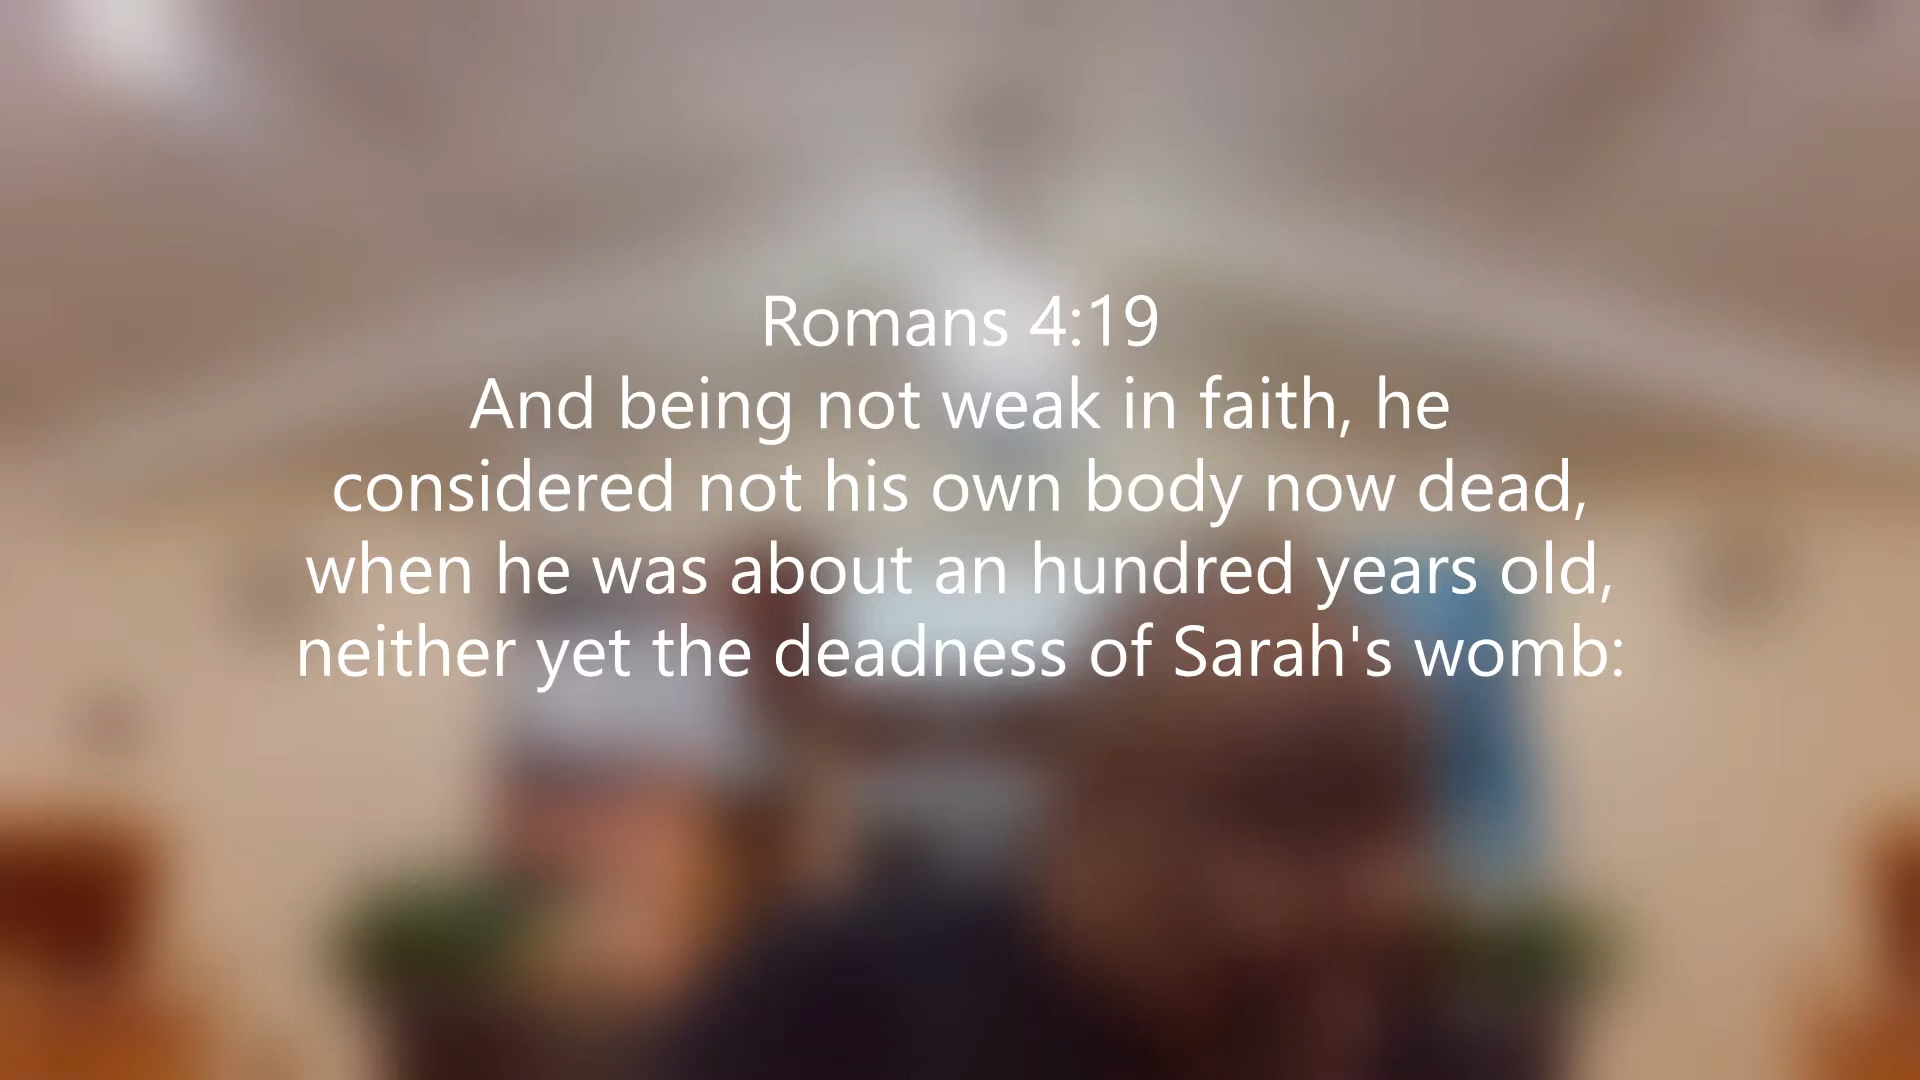 Romans 4:19
And being not weak in faith, he
considered not his own body now dead,
when he was about an hundred years old,
neither yet the deadness of Sarah's womb: